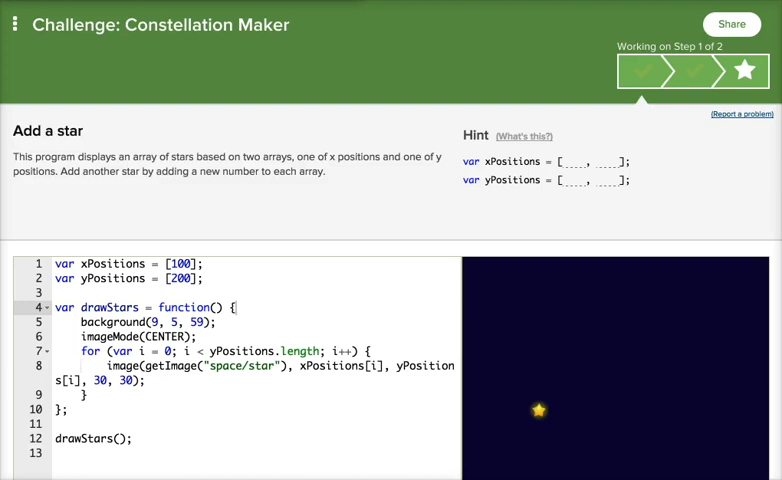 Challenge: Constellation Maker
Share
Working on Step 1 of 2
(Report a problem)
Add a star
This program displays an array of stars based on two arrays, one of x positions and one of y
positions. Add another star by adding a new number to each array.
Hint (What's this?)
var xPositions = [____, ____];
var yPositions = [____, ____];
1 var xPositions = [100];
2 var yPositions = [200];
3
4 var drawStars = function() {
5 background(9, 5, 59);
6 imageMode(CENTER);
7 for (var i = 0; i < yPositions.length; i++) {
8 image(getImage("space/star"), xPositions[i], yPosition
s[i], 30, 30);
9 }
10 };
11
12 drawStars();
13